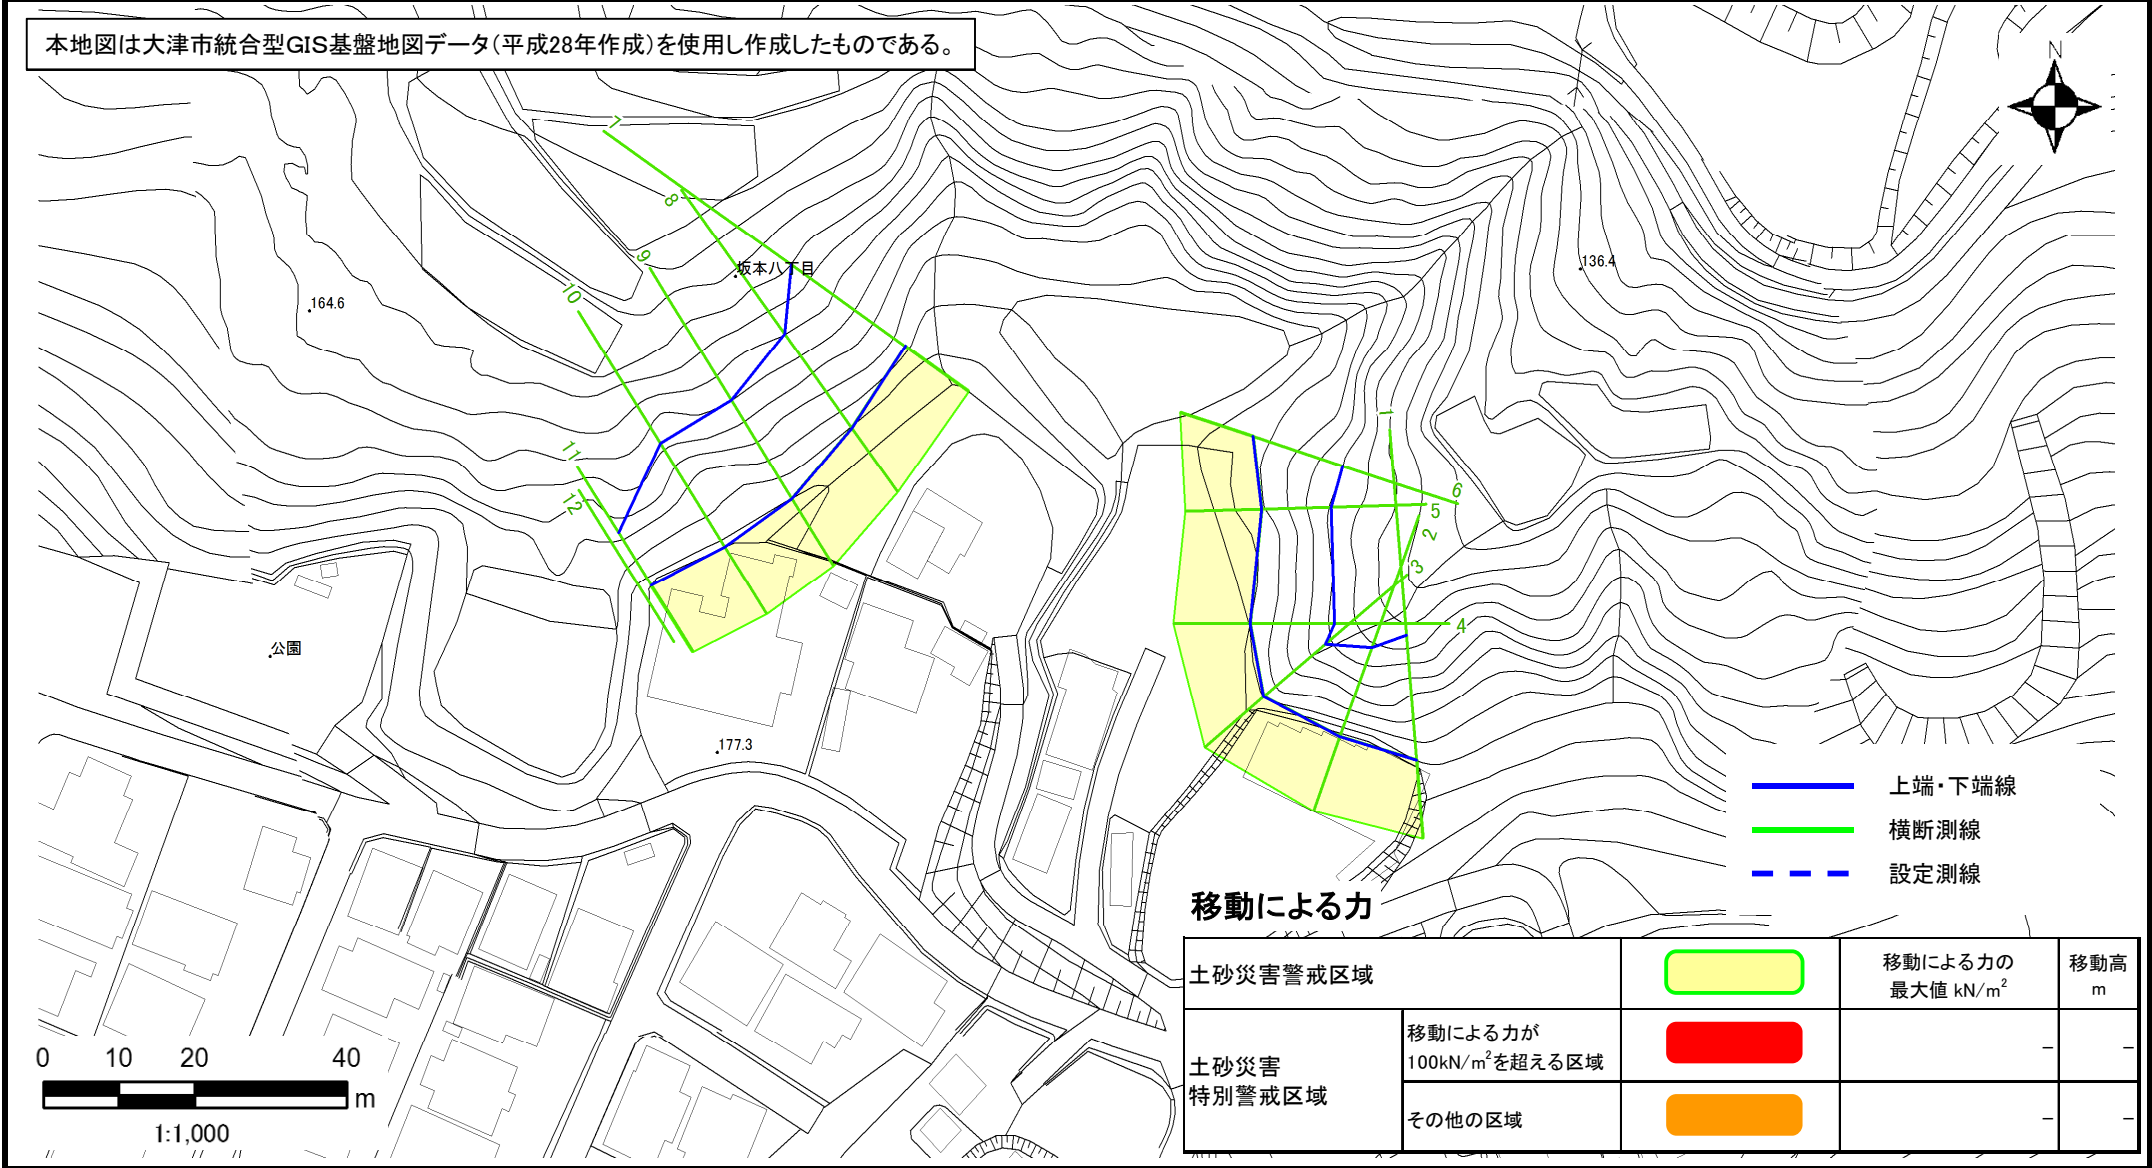 本地図は大津市統合型GIS基盤地図データ(平成28年作成)を使用し作成したものである。
N
7
8
9
坂本八丁目
136.4
10
164.6
1
11
6
12
5
2
3
4
公園
177.3
上端・下端線
横断測線
設定測線
移動による力
土砂災害警戒区域
移動による力の
最大値 kN/m²
移動高
m
移動による力が
100kN/m²を超える区域
-
-
土砂災害
特別警戒区域
その他の区域
-
-
0 10 20 40
m
1:1,000